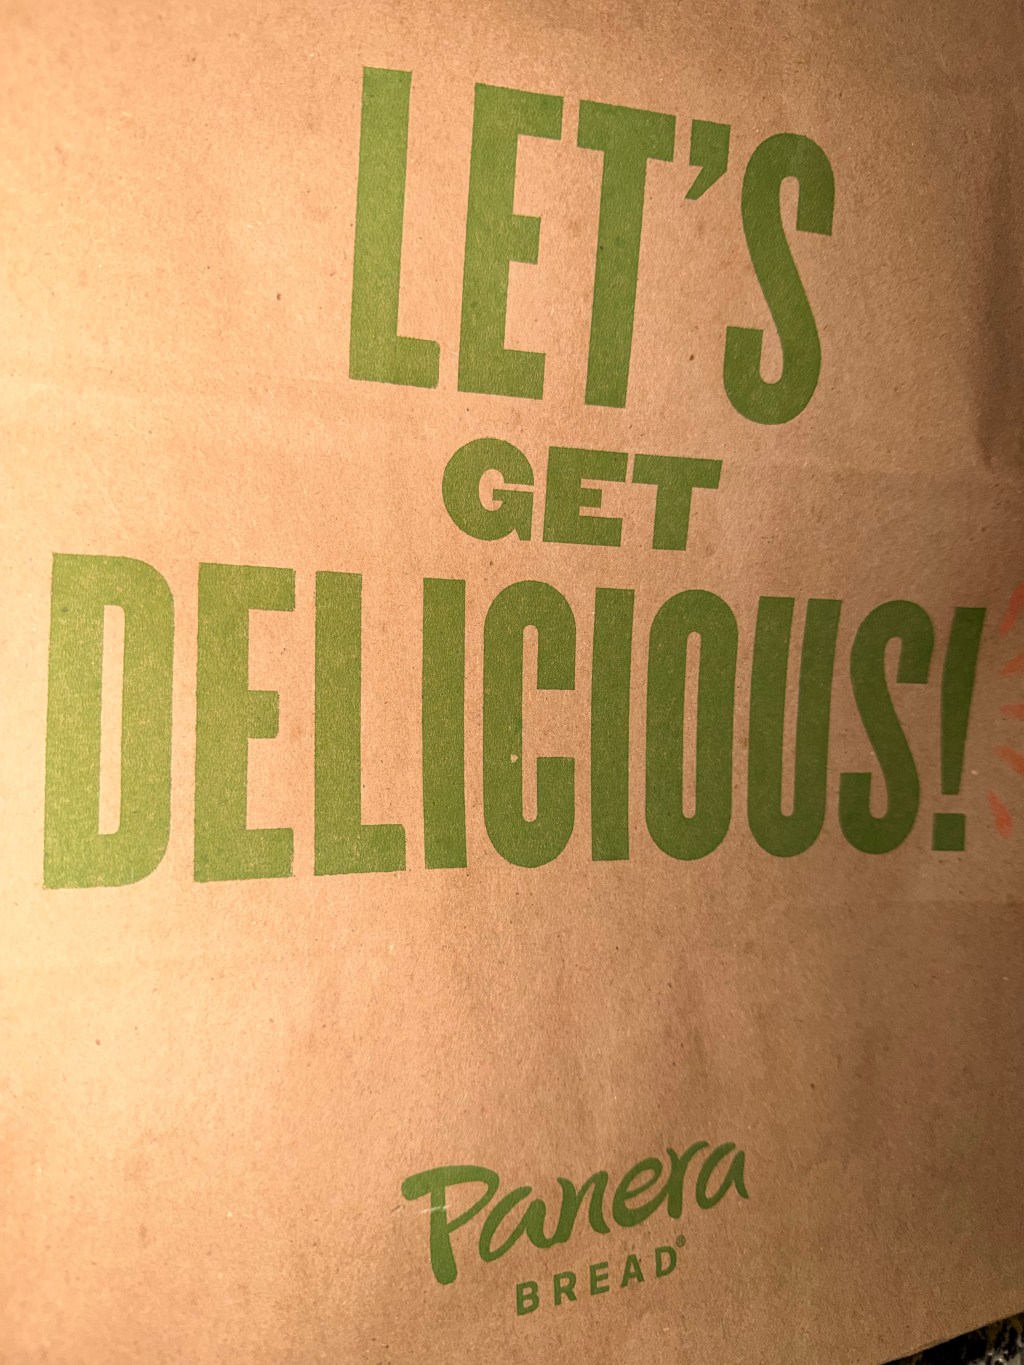 LET'S
GET
DELICIOUS!
Panera
BREAD®